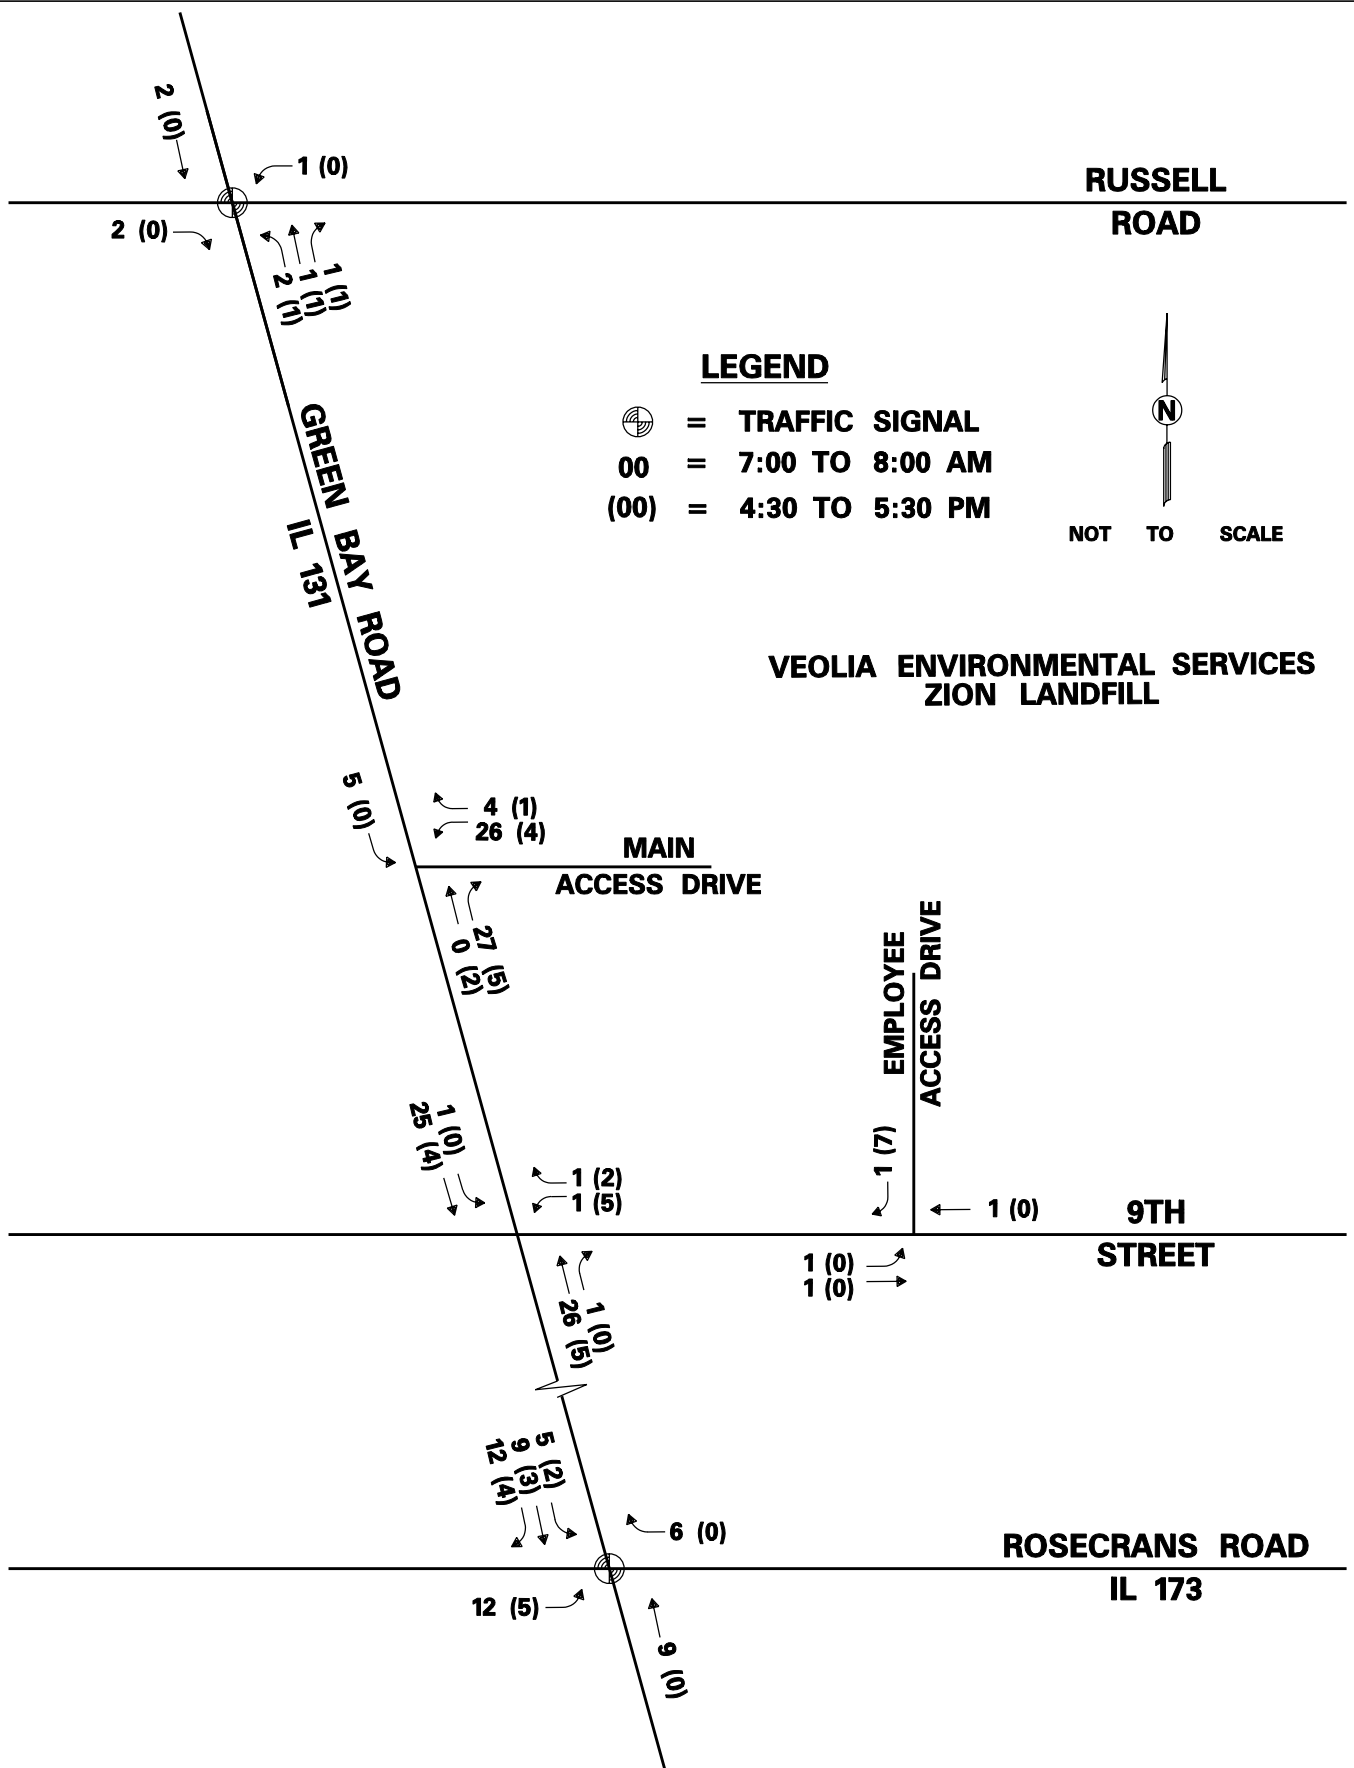 2 (0)
1 (0)
RUSSELL
ROAD
2 (0)
2 (1)
1 (1)
1 (1)
LEGEND
= TRAFFIC SIGNAL
00 = 7:00 TO 8:00 AM
(00) = 4:30 TO 5:30 PM
N
NOT TO SCALE
GREEN BAY ROAD
IL 131
VEOLIA ENVIRONMENTAL SERVICES
ZION LANDFILL
5 (0)
4 (1)
26 (4)
MAIN
ACCESS DRIVE
0 (2)
27 (5)
EMPLOYEE
ACCESS DRIVE
25 (4)
1 (0)
1 (2)
1 (5)
1 (7)
1 (0)
9TH
STREET
1 (0)
1 (0)
26 (5)
1 (0)
12 (4)
9 (3)
5 (2)
6 (0)
ROSECRANS ROAD
IL 173
12 (5)
9 (0)